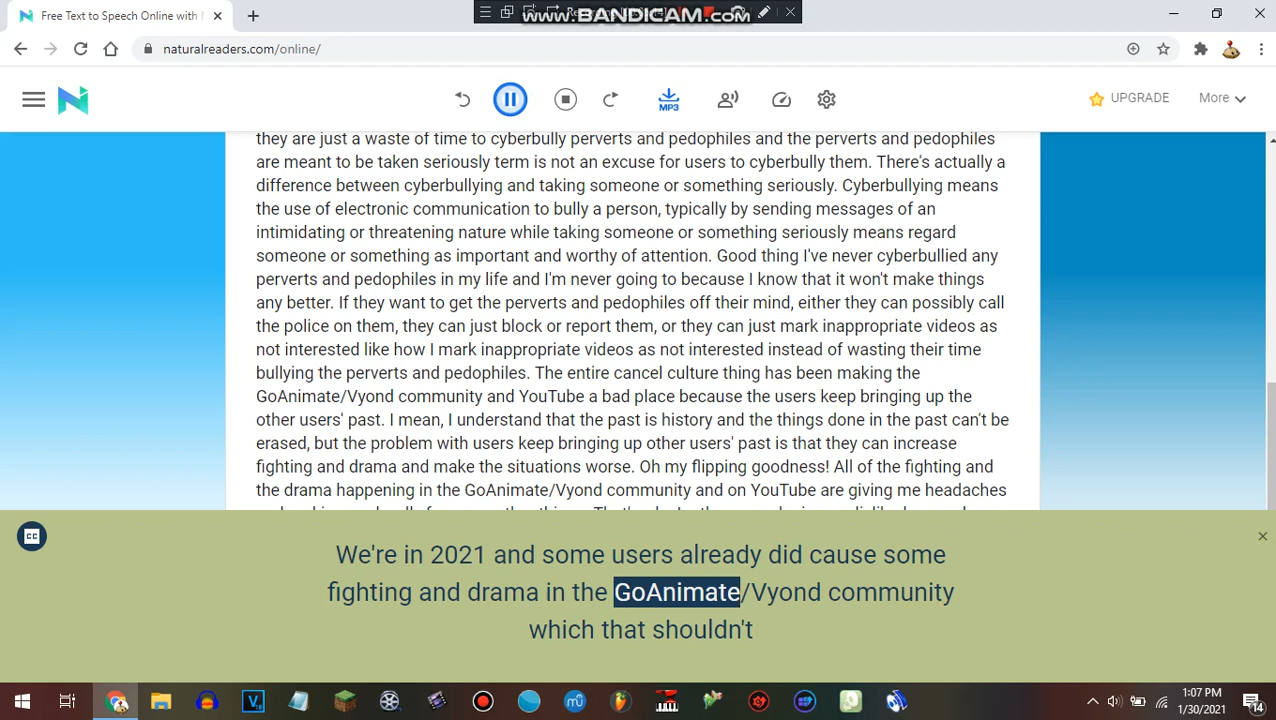 Free Text to Speech Online with N
www.BANDICAM.com
naturalreaders.com/online/
MP3
UPGRADE
More
they are just a waste of time to cyberbully perverts and pedophiles and the perverts and pedophiles
are meant to be taken seriously term is not an excuse for users to cyberbully them. There's actually a
difference between cyberbullying and taking someone or something seriously. Cyberbullying means
the use of electronic communication to bully a person, typically by sending messages of an
intimidating or threatening nature while taking someone or something seriously means regard
someone or something as important and worthy of attention. Good thing I've never cyberbullied any
perverts and pedophiles in my life and I'm never going to because I know that it won't make things
any better. If they want to get the perverts and pedophiles off their mind, either they can possibly call
the police on them, they can just block or report them, or they can just mark inappropriate videos as
not interested like how I mark inappropriate videos as not interested instead of wasting their time
bullying the perverts and pedophiles. The entire cancel culture thing has been making the
GoAnimate/Vyond community and YouTube a bad place because the users keep bringing up the
other users' past. I mean, I understand that the past is history and the things done in the past can't be
erased, but the problem with users keep bringing up other users' past is that they can increase
fighting and drama and make the situations worse. Oh my flipping goodness! All of the fighting and
the drama happening in the GoAnimate/Vyond community and on YouTube are giving me headaches
CC
We're in 2021 and some users already did cause some
fighting and drama in the GoAnimate/Vyond community
which that shouldn't
1:07 PM
1/30/2021
14